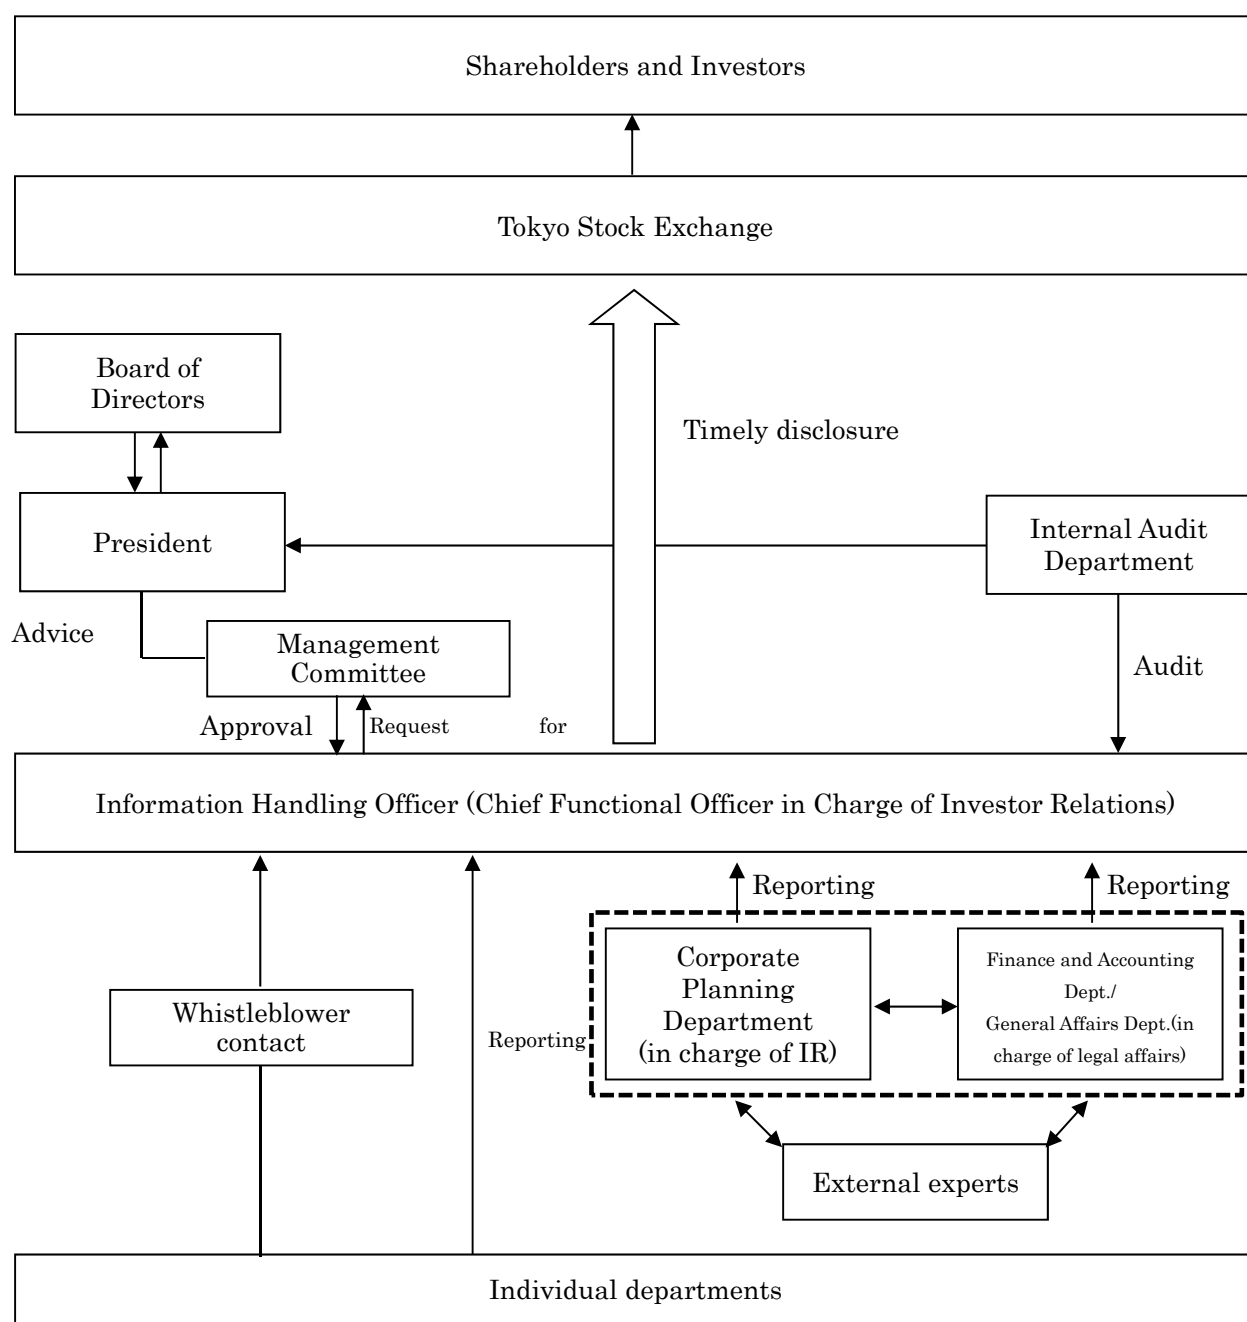 Shareholders and Investors
Tokyo Stock Exchange
Board of
Directors
Timely disclosure
President
Internal Audit
Department
Advice
Management
Committee
Audit
Approval
Request for
Information Handling Officer (Chief Functional Officer in Charge of Investor Relations)
Reporting
Reporting
Corporate
Planning
Department
(in charge of IR)
Finance and Accounting
Dept./
General Affairs Dept.(in
charge of legal affairs)
Whistleblower
contact
Reporting
External experts
Individual departments